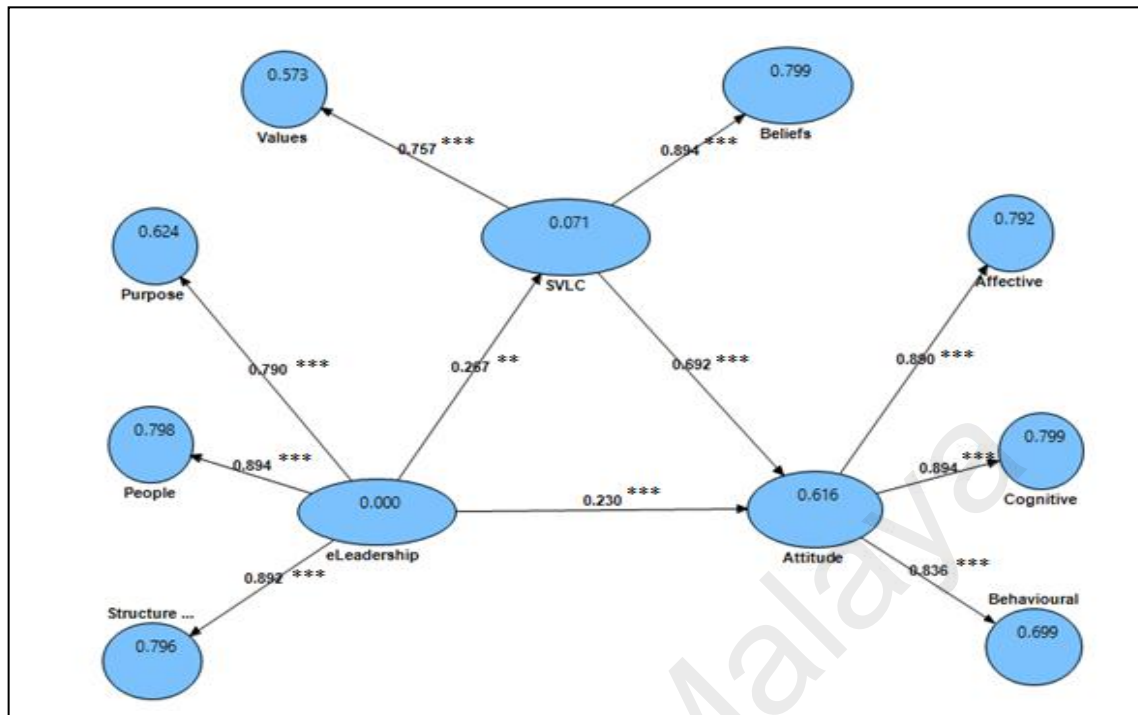 0.573
Values
0.799
Beliefs
0.757 ***
0.894 ***
0.624
Purpose
0.071
SVLC
0.792
Affective
0.790 ***
0.267 **
0.692 ***
0.890 ***
0.798
People
0.894 ***
0.799
Cognitive
0.894 ***
0.000
eLeadership
0.230 ***
0.616
Attitude
0.892 ***
0.836 ***
Structure ...
0.796
Behavioural
0.699
Malaya